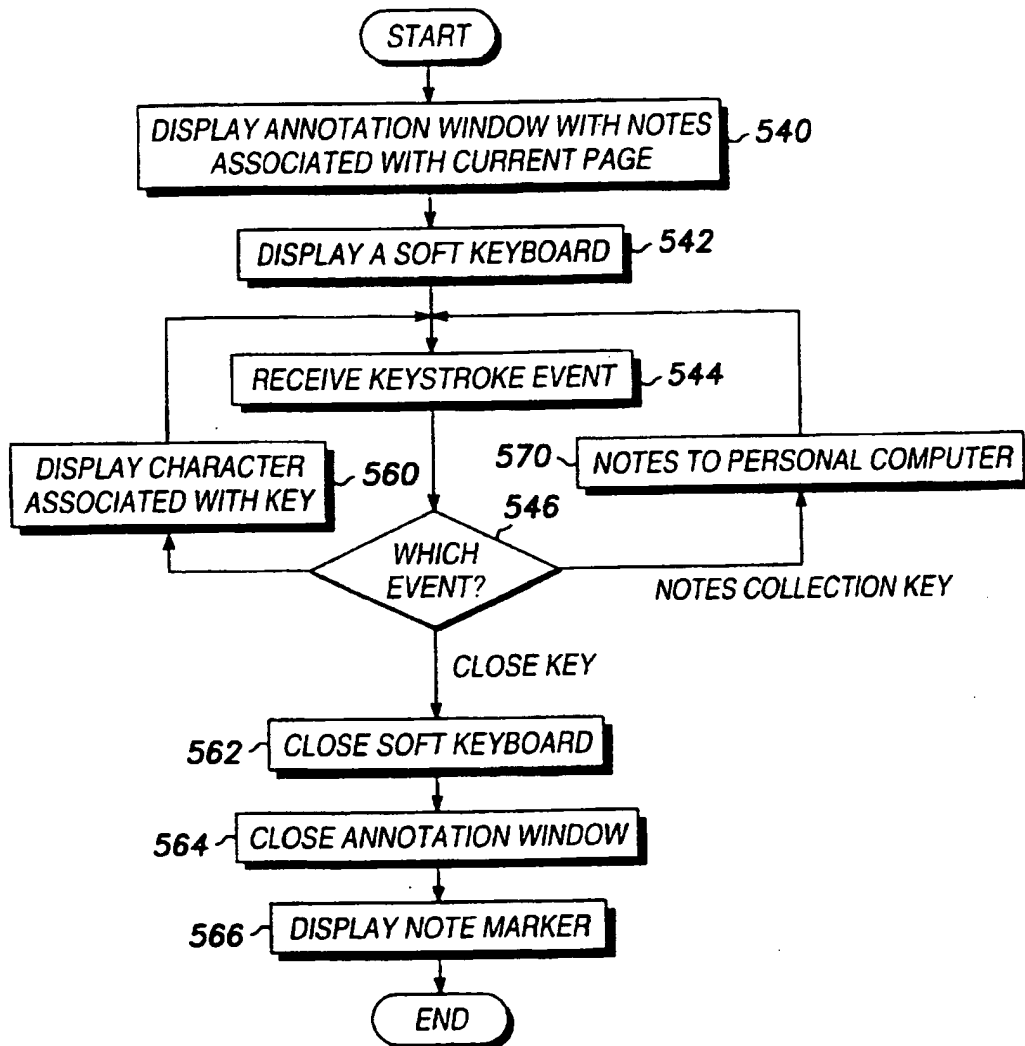 START
DISPLAY ANNOTATION WINDOW WITH NOTES
ASSOCIATED WITH CURRENT PAGE
540
DISPLAY A SOFT KEYBOARD
542
RECEIVE KEYSTROKE EVENT
544
DISPLAY CHARACTER
ASSOCIATED WITH KEY
560
570
NOTES TO PERSONAL COMPUTER
546
WHICH
EVENT?
NOTES COLLECTION KEY
CLOSE KEY
562
CLOSE SOFT KEYBOARD
564
CLOSE ANNOTATION WINDOW
566
DISPLAY NOTE MARKER
END